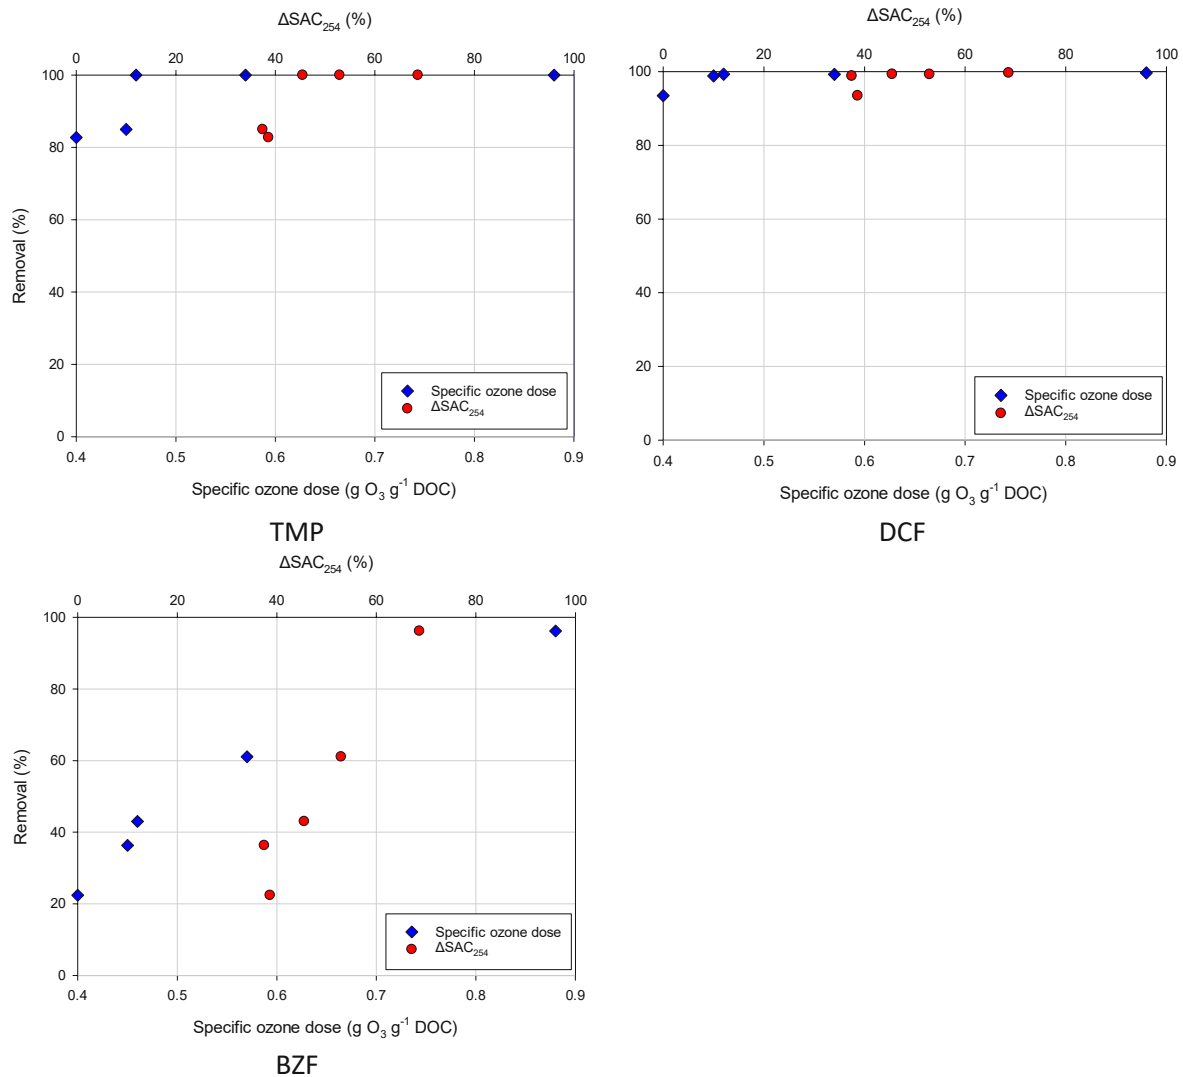 ΔSAC254 (%)
0 20 40 60 80 100
100
80
60
40
20
0
Removal (%)
Specific ozone dose
ΔSAC254
0.4 0.5 0.6 0.7 0.8 0.9
Specific ozone dose (g O3 g-1 DOC)
TMP
ΔSAC254 (%)
0 20 40 60 80 100
100
80
60
40
20
0
Specific ozone dose
ΔSAC254
0.4 0.5 0.6 0.7 0.8 0.9
Specific ozone dose (g O3 g-1 DOC)
DCF
ΔSAC254 (%)
0 20 40 60 80 100
100
80
60
40
20
0
Removal (%)
Specific ozone dose
ΔSAC254
0.4 0.5 0.6 0.7 0.8 0.9
Specific ozone dose (g O3 g-1 DOC)
BZF